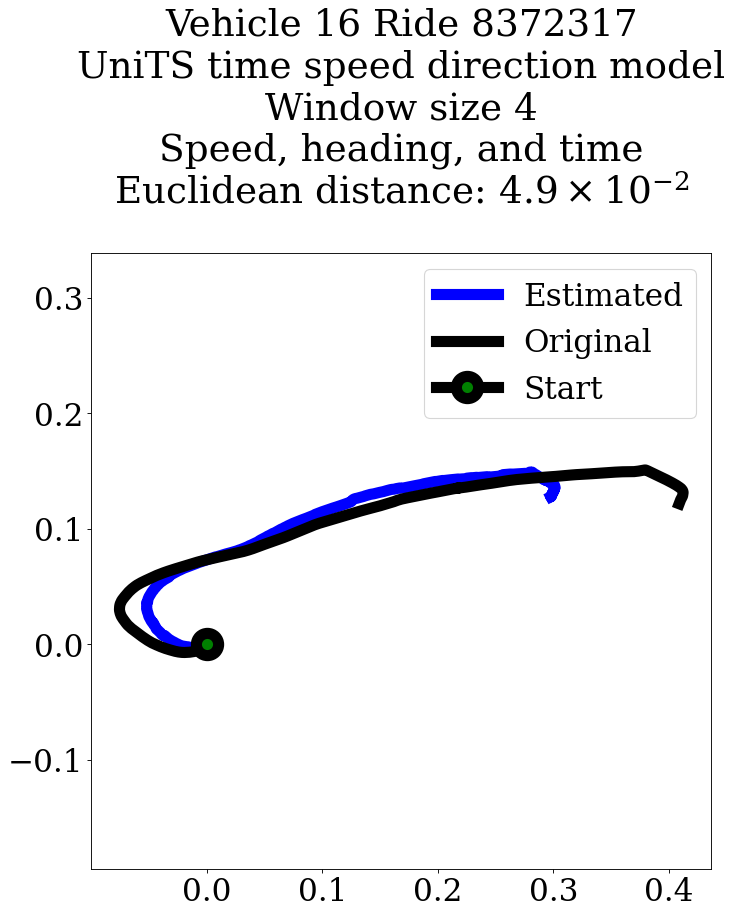 Vehicle 16 Ride 8372317
UniTS time speed direction model
Window size 4
Speed, heading, and time
Euclidean distance: 4.9 × 10⁻²
Estimated
Original
Start
0.3
0.2
0.1
0.0
−0.1
0.0 0.1 0.2 0.3 0.4